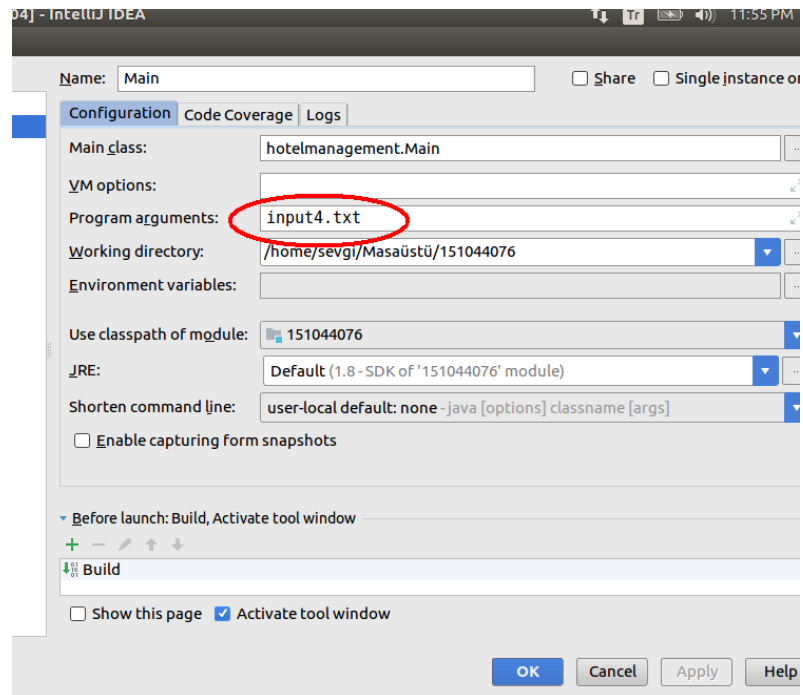 04] - IntelliJ IDEA Tr 11:55 PM
Name: Main Share Single instance on
Configuration Code Coverage Logs
Main class: hotelmanagement.Main
VM options:
Program arguments: input4.txt
Working directory: /home/sevgi/Masaüstü/151044076
Environment variables:
Use classpath of module: 151044076
JRE: Default (1.8 - SDK of '151044076' module)
Shorten command line: user-local default: none - java [options] classname [args]
Enable capturing form snapshots
Before launch: Build, Activate tool window
Build
Show this page Activate tool window
OK Cancel Apply Help